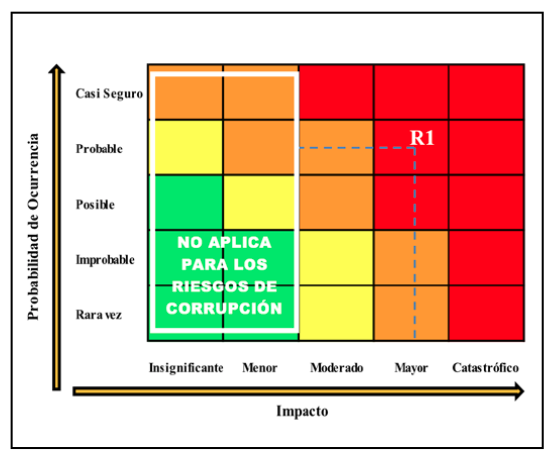 Probabilidad de Ocurrencia
Casi Seguro
Probable
Posible
Improbable
Rara vez
R1
NO APLICA
PARA LOS
RIESGOS DE
CORRUPCIÓN
Insignificante
Menor
Moderado
Mayor
Catastrófico
Impacto